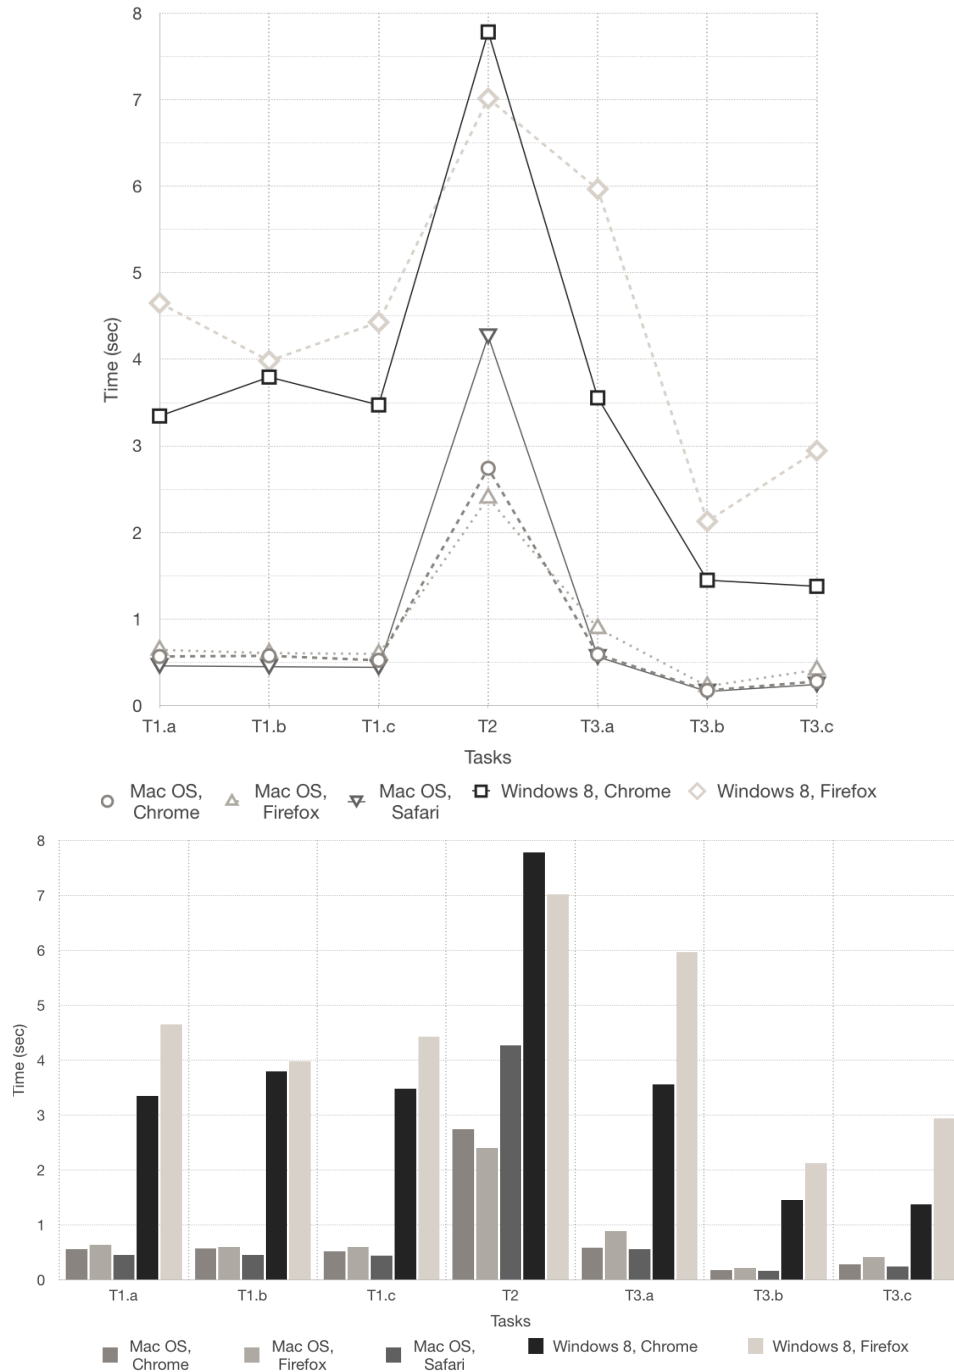 8
7
6
5
4
3
2
1
0
Time (sec)
T1.a T1.b T1.c T2 T3.a T3.b T3.c
Tasks
Mac OS, Chrome
Mac OS, Firefox
Mac OS, Safari
Windows 8, Chrome
Windows 8, Firefox
8
7
6
5
4
3
2
1
0
Time (sec)
T1.a T1.b T1.c T2 T3.a T3.b T3.c
Tasks
Mac OS, Chrome
Mac OS, Firefox
Mac OS, Safari
Windows 8, Chrome
Windows 8, Firefox